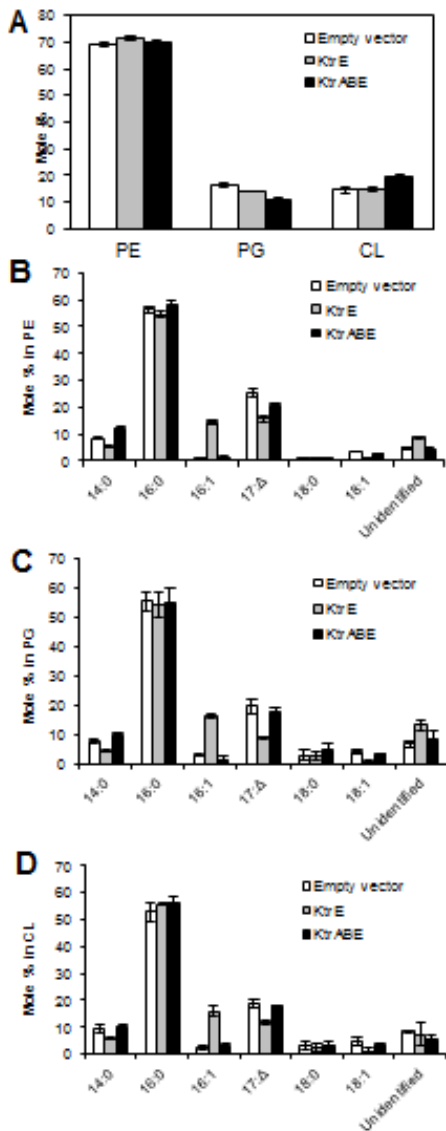 A
80
70
60
50
40
30
20
10
0
Mole %
Empty vector
KtrE
KtrABE
PE PG CL
B
70
60
50
40
30
20
10
0
Mole % in PE
Empty vector
KtrE
KtrABE
14:0 16:0 16:1 17:Δ 18:0 18:1 Unidentified
C
70
60
50
40
30
20
10
0
Mole % in PG
Empty vector
KtrE
KtrABE
14:0 16:0 16:1 17:Δ 18:0 18:1 Unidentified
D
70
60
50
40
30
20
10
0
Mole % in CL
Empty vector
KtrE
KtrABE
14:0 16:0 16:1 17:Δ 18:0 18:1 Unidentified